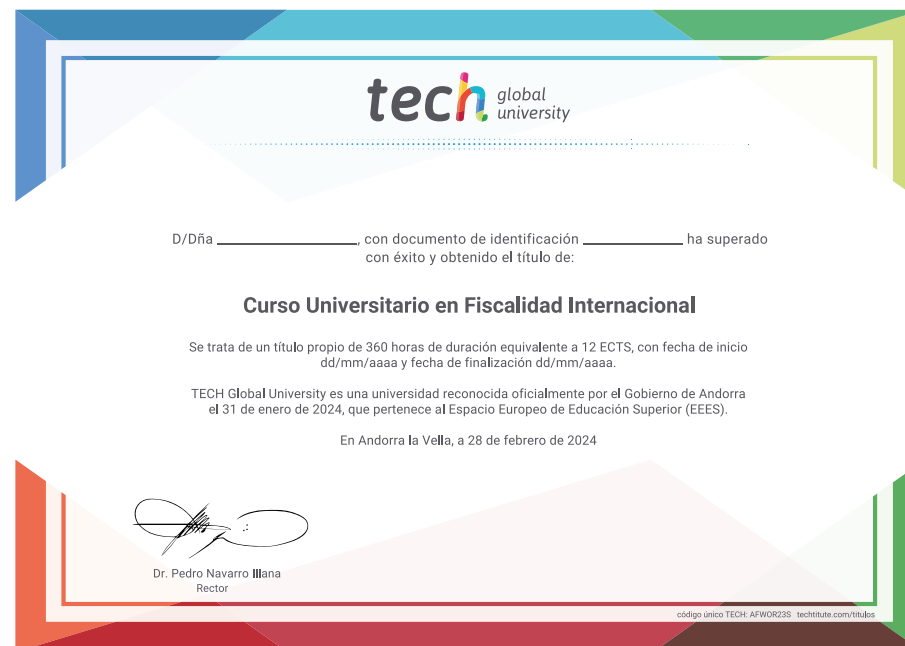 tech global university
D/Dña ____________________, con documento de identificación ______________ ha superado
con éxito y obtenido el título de:
Curso Universitario en Fiscalidad Internacional
Se trata de un título propio de 360 horas de duración equivalente a 12 ECTS, con fecha de inicio
dd/mm/aaaa y fecha de finalización dd/mm/aaaa.
TECH Global University es una universidad reconocida oficialmente por el Gobierno de Andorra
el 31 de enero de 2024, que pertenece al Espacio Europeo de Educación Superior (EEES).
En Andorra la Vella, a 28 de febrero de 2024
Dr. Pedro Navarro Illana
Rector
código único TECH: AFWOR23S techtitute.com/titulos